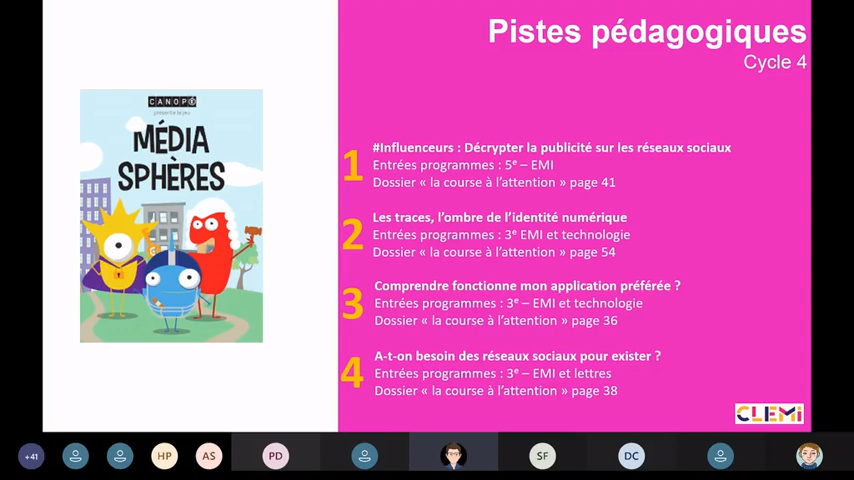 Pistes pédagogiques
Cycle 4
CANOPÉ
présente le jeu
MÉDIA
SPHÈRES
1
#Influenceurs : Décrypter la publicité sur les réseaux sociaux
Entrées programmes : 5e – EMI
Dossier « la course à l'attention » page 41
2
Les traces, l'ombre de l'identité numérique
Entrées programmes : 3e EMI et technologie
Dossier « la course à l'attention » page 54
3
Comprendre fonctionne mon application préférée ?
Entrées programmes : 3e – EMI et technologie
Dossier « la course à l'attention » page 36
4
A-t-on besoin des réseaux sociaux pour exister ?
Entrées programmes : 3e – EMI et lettres
Dossier « la course à l'attention » page 38
CLEMI
+41 HP AS PD SF DC